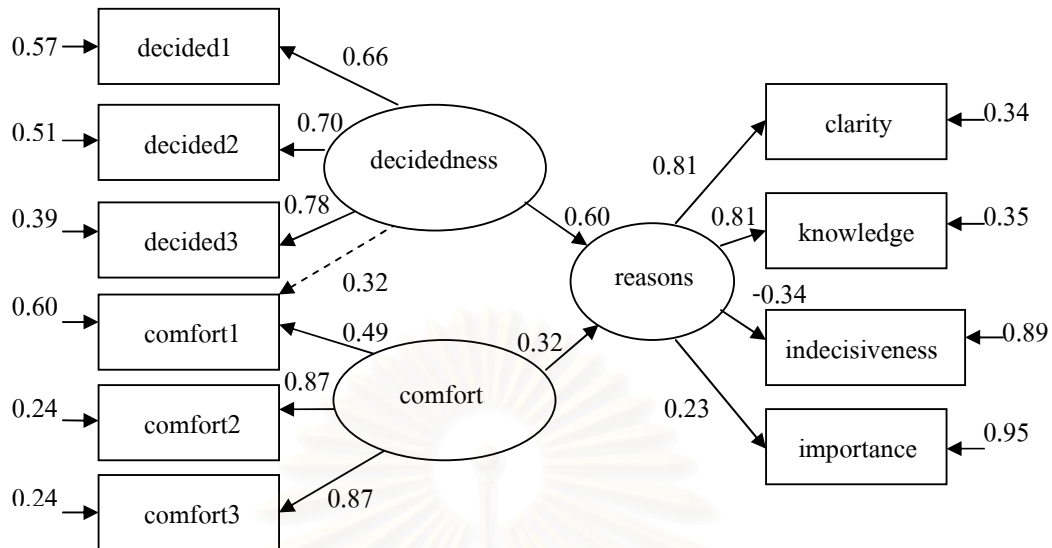 0.57
decided1
0.66
0.51
decided2
0.70
decidedness
0.39
decided3
0.78
0.60
comfort1
0.32
0.49
0.24
comfort2
0.87
comfort
0.24
comfort3
0.87
0.60
0.32
reasons
0.81
clarity
0.34
0.81
knowledge
0.35
-0.34
indecisiveness
0.89
0.23
importance
0.95